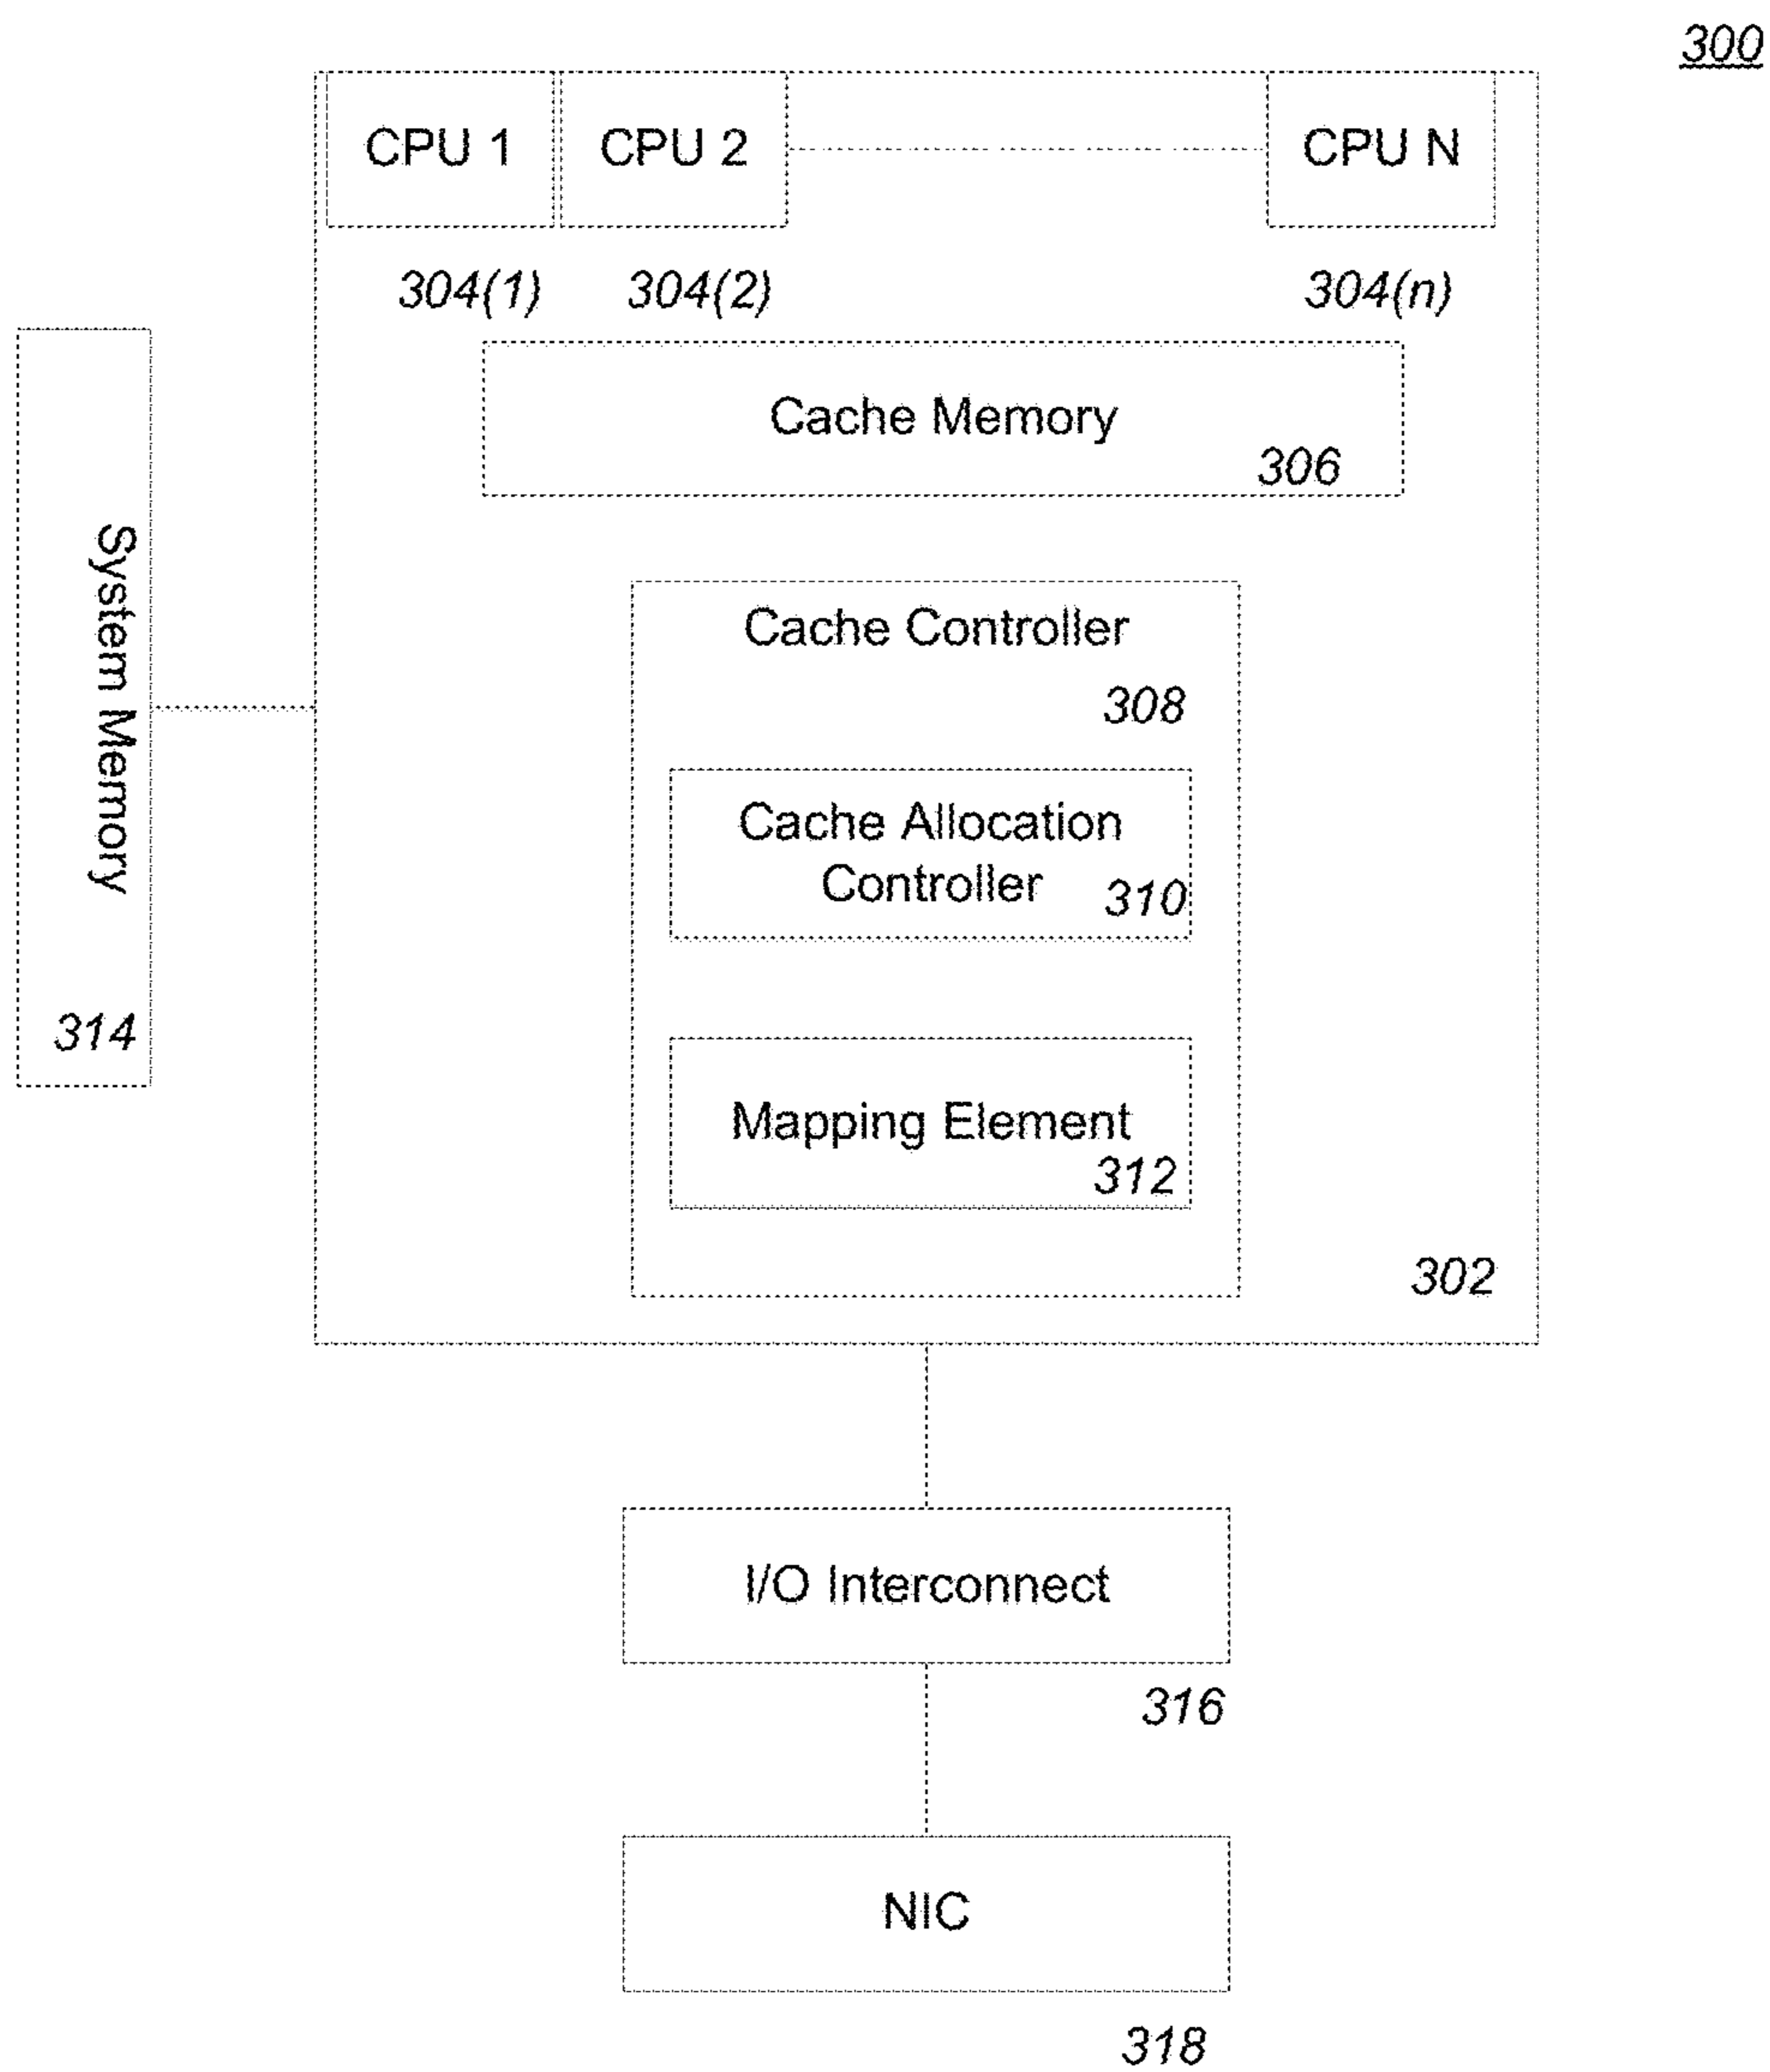 300
CPU 1
CPU 2
CPU N
304(1)
304(2)
304(n)
Cache Memory
306
System Memory
314
Cache Controller
308
Cache Allocation
Controller
310
Mapping Element
312
302
I/O Interconnect
316
NIC
318